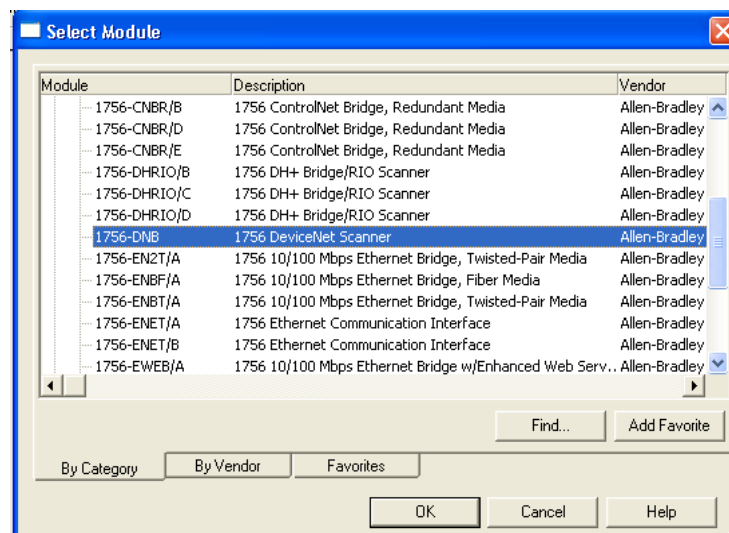 Select Module
Module Description Vendor
1756-CNBR/B 1756 ControlNet Bridge, Redundant Media Allen-Bradley
1756-CNBR/D 1756 ControlNet Bridge, Redundant Media Allen-Bradley
1756-CNBR/E 1756 ControlNet Bridge, Redundant Media Allen-Bradley
1756-DHRIO/B 1756 DH+ Bridge/RIO Scanner Allen-Bradley
1756-DHRIO/C 1756 DH+ Bridge/RIO Scanner Allen-Bradley
1756-DHRIO/D 1756 DH+ Bridge/RIO Scanner Allen-Bradley
1756-DNB 1756 DeviceNet Scanner Allen-Bradley
1756-EN2T/A 1756 10/100 Mbps Ethernet Bridge, Twisted-Pair Media Allen-Bradley
1756-ENBF/A 1756 10/100 Mbps Ethernet Bridge, Fiber Media Allen-Bradley
1756-ENBT/A 1756 10/100 Mbps Ethernet Bridge, Twisted-Pair Media Allen-Bradley
1756-ENET/A 1756 Ethernet Communication Interface Allen-Bradley
1756-ENET/B 1756 Ethernet Communication Interface Allen-Bradley
1756-EWEB/A 1756 10/100 Mbps Ethernet Bridge w/Enhanced Web Serv... Allen-Bradley
Find... Add Favorite
By Category By Vendor Favorites
OK Cancel Help